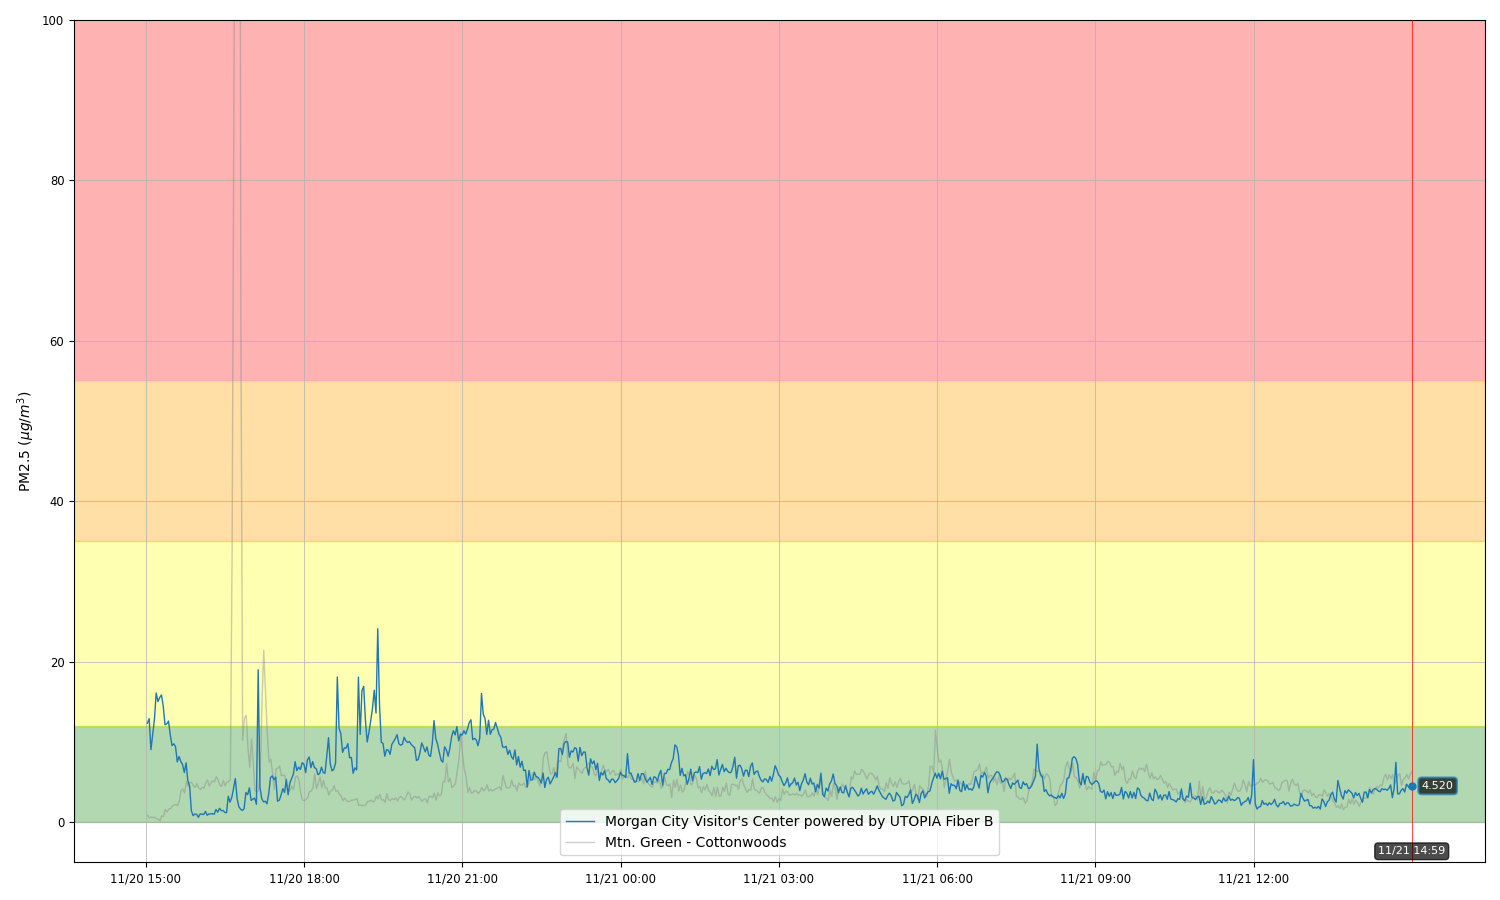 100
80
60
40
20
0
PM2.5 (μg/m³)
4.520
Morgan City Visitor's Center powered by UTOPIA Fiber B
Mtn. Green - Cottonwoods
11/21 14:59
11/20 15:00 11/20 18:00 11/20 21:00 11/21 00:00 11/21 03:00 11/21 06:00 11/21 09:00 11/21 12:00